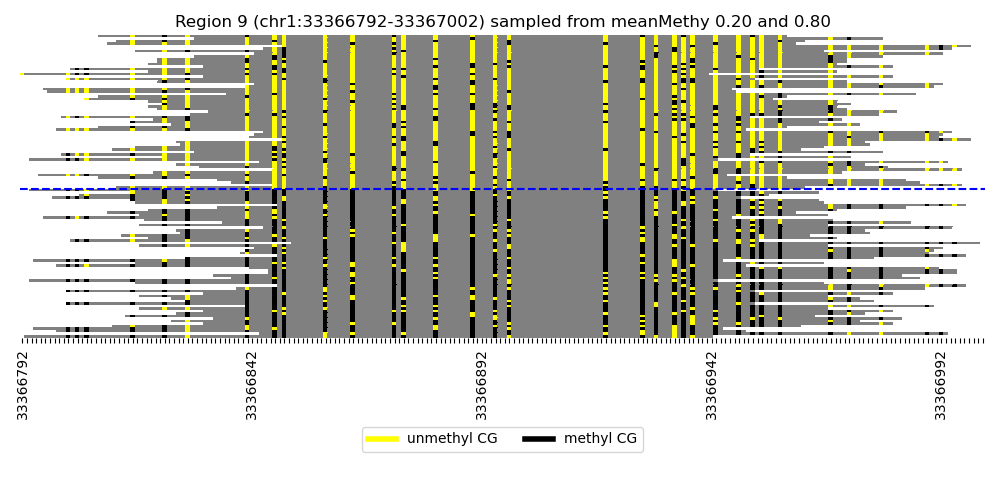 Region 9 (chr1:33366792-33367002) sampled from meanMethy 0.20 and 0.80
33366792
33366842
33366892
33366942
33366992
unmethyl CG
methyl CG